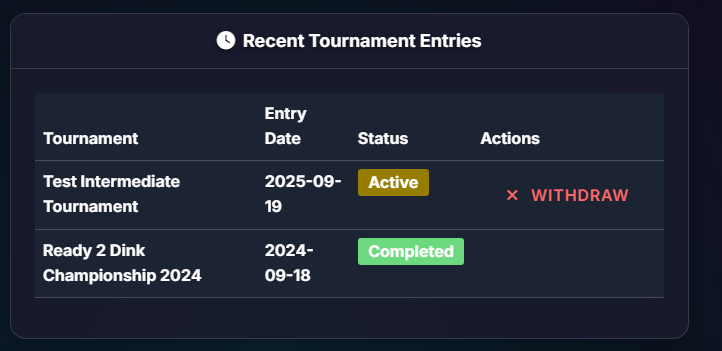 Recent Tournament Entries
Tournament Entry Date Status Actions
Test Intermediate Tournament 2025-09-19 Active × WITHDRAW
Ready 2 Dink Championship 2024 2024-09-18 Completed